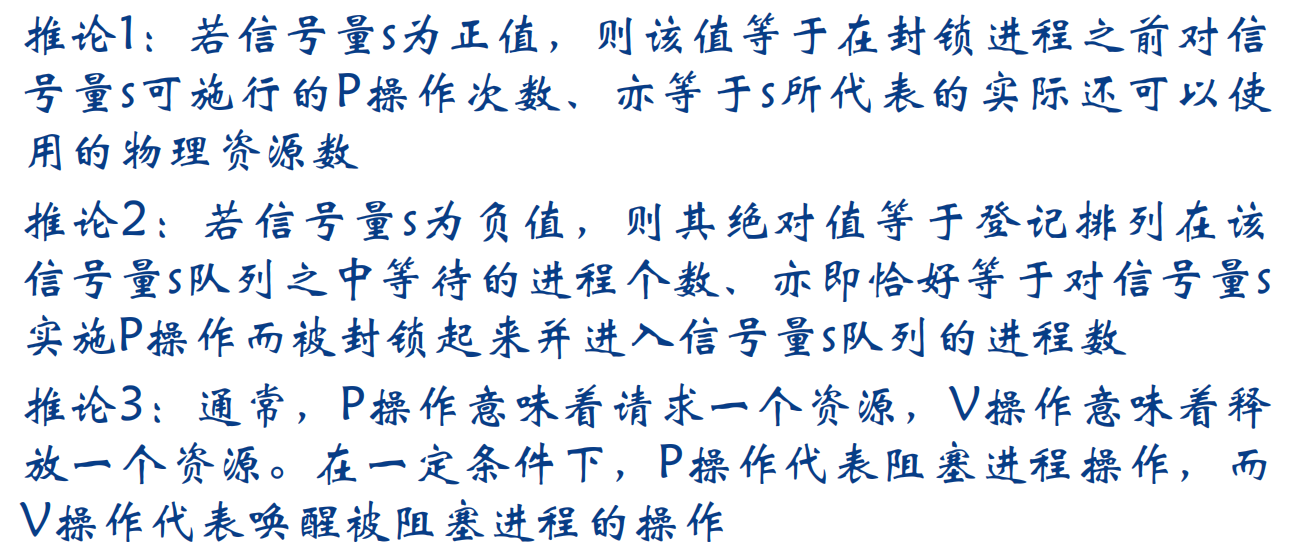 推论1：若信号量s为正值，则该值等于在封锁进程之前对信
号量s可施行的P操作次数、亦等于s所代表的实际还可以使
用的物理资源数
推论2：若信号量s为负值，则其绝对值等于登记排列在该
信号量s队列之中等待的进程个数、亦即恰好等于对信号量s
实施P操作而被封锁起来并进入信号量s队列的进程数
推论3：通常，P操作意味着请求一个资源，V操作意味着释
放一个资源。在一定条件下，P操作代表阻塞进程操作，而
V操作代表唤醒被阻塞进程的操作